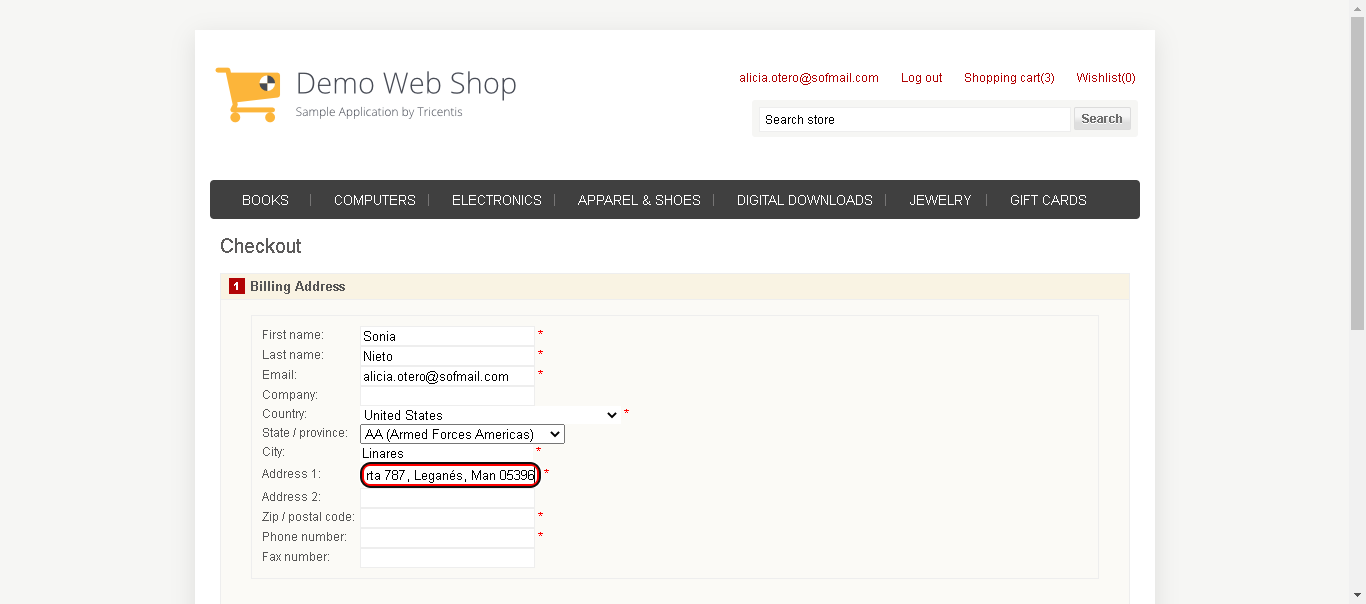 Demo Web Shop
Sample Application by Tricentis
alicia.otero@sofmail.com Log out Shopping cart(3) Wishlist(0)
Search store Search
BOOKS COMPUTERS ELECTRONICS APPAREL & SHOES DIGITAL DOWNLOADS JEWELRY GIFT CARDS
Checkout
1 Billing Address
First name: Sonia *
Last name: Nieto *
Email: alicia.otero@sofmail.com *
Company:
Country: United States *
State / province: AA (Armed Forces Americas)
City: Linares *
Address 1: rta 787, Leganés, Man 05396 *
Address 2:
Zip / postal code: *
Phone number: *
Fax number: